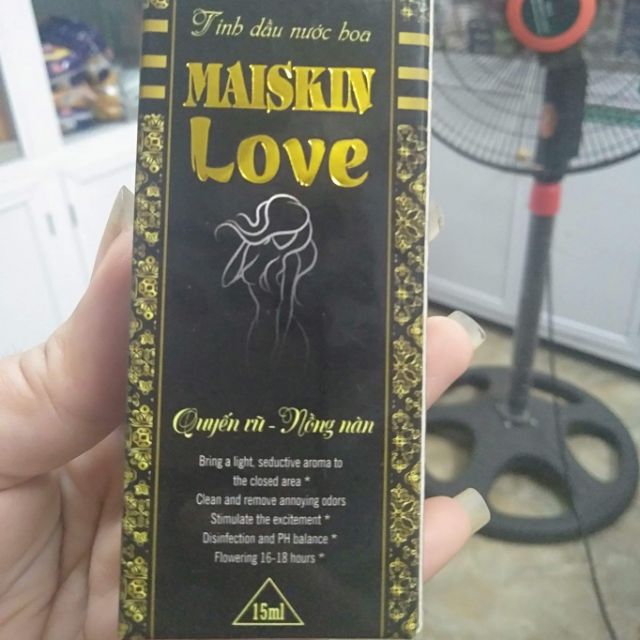 Tinh dầu nước hoa
MAISKIN
Love
Quyến rũ - Nồng nàn
Bring a light, seductive aroma to
the closed area *
Clean and remove annoying odors
Stimulate the excitement *
Disinfection and PH balance *
Flowering 16-18 hours *
15ml